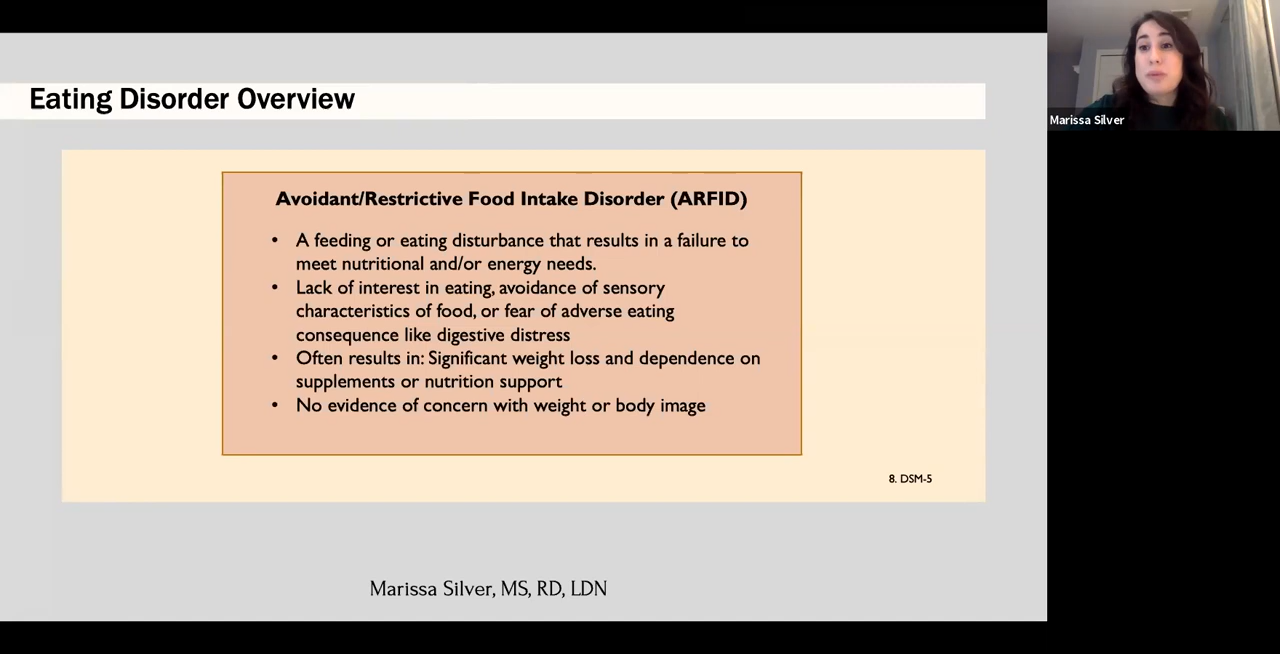 Eating Disorder Overview
Avoidant/Restrictive Food Intake Disorder (ARFID)
• A feeding or eating disturbance that results in a failure to
meet nutritional and/or energy needs.
• Lack of interest in eating, avoidance of sensory
characteristics of food, or fear of adverse eating
consequence like digestive distress
• Often results in: Significant weight loss and dependence on
supplements or nutrition support
• No evidence of concern with weight or body image
8. DSM-5
Marissa Silver, MS, RD, LDN
Marissa Silver